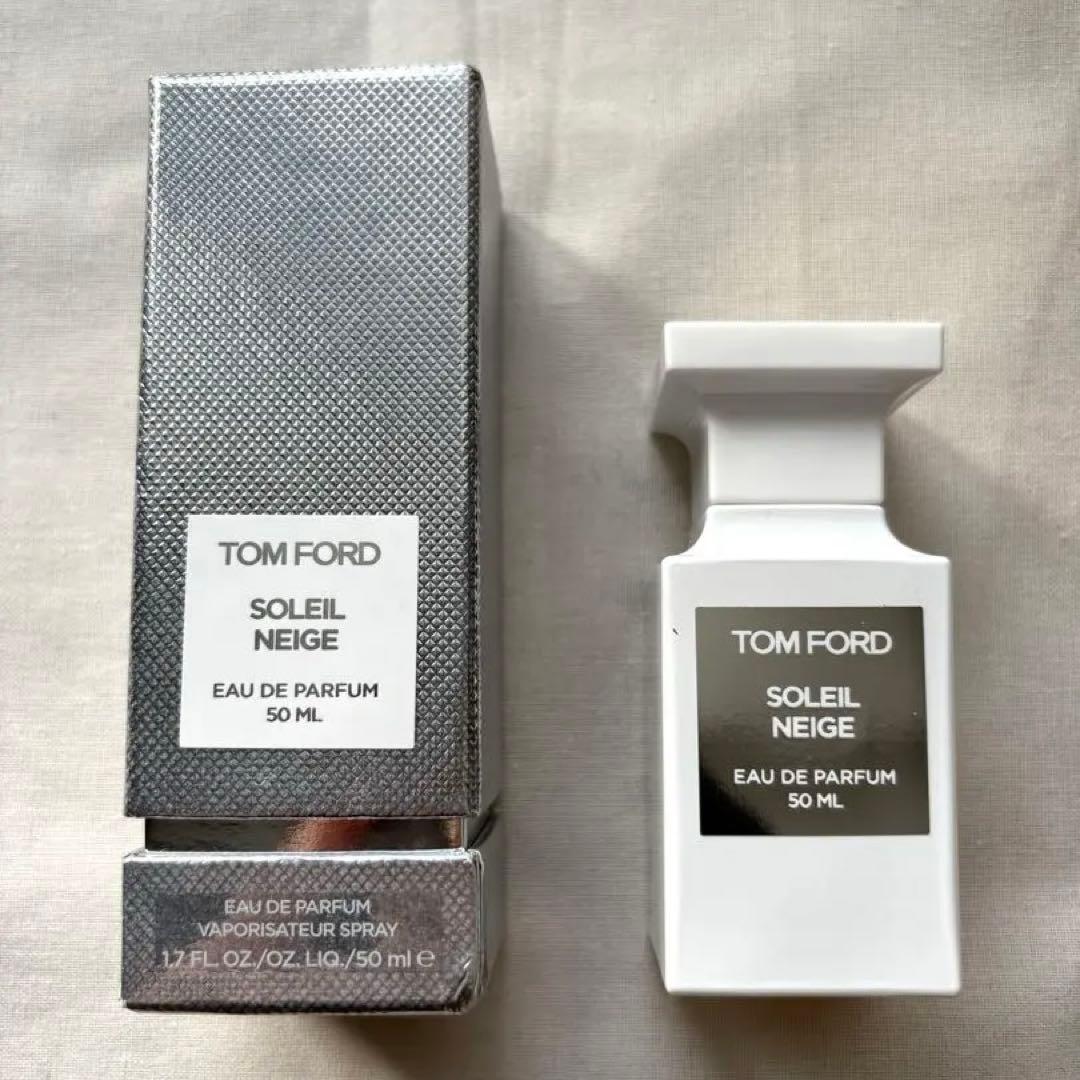 TOM FORD
SOLEIL
NEIGE
EAU DE PARFUM
50 ML
EAU DE PARFUM
VAPORISATEUR SPRAY
1.7 FL. OZ./OZ. LIQ./50 ml ℮
TOM FORD
SOLEIL
NEIGE
EAU DE PARFUM
50 ML